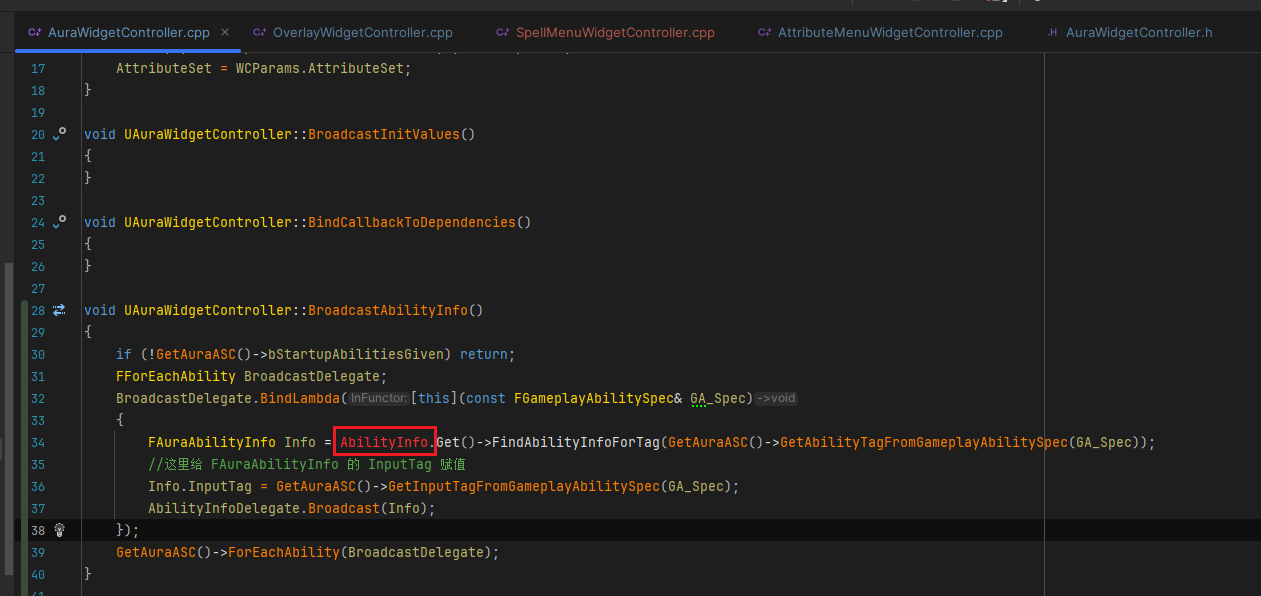 AuraWidgetController.cpp × OverlayWidgetController.cpp SpellMenuWidgetController.cpp AttributeMenuWidgetController.cpp .H AuraWidgetController.h
17 AttributeSet = WCParams.AttributeSet;
18 }
19
20 void UAuraWidgetController::BroadcastInitValues()
21 {
22 }
23
24 void UAuraWidgetController::BindCallbackToDependencies()
25 {
26 }
27
28 void UAuraWidgetController::BroadcastAbilityInfo()
29 {
30 if (!GetAuraASC()->bStartupAbilitiesGiven) return;
31 FForEachAbility BroadcastDelegate;
32 BroadcastDelegate.BindLambda( InFunctor: [this](const FGameplayAbilitySpec& GA_Spec) ->void
33 {
34 FAuraAbilityInfo Info = AbilityInfo.Get()->FindAbilityInfoForTag(GetAuraASC()->GetAbilityTagFromGameplayAbilitySpec(GA_Spec));
35 //这里给 FAuraAbilityInfo 的 InputTag 赋值
36 Info.InputTag = GetAuraASC()->GetInputTagFromGameplayAbilitySpec(GA_Spec);
37 AbilityInfoDelegate.Broadcast(Info);
38 });
39 GetAuraASC()->ForEachAbility(BroadcastDelegate);
40 }